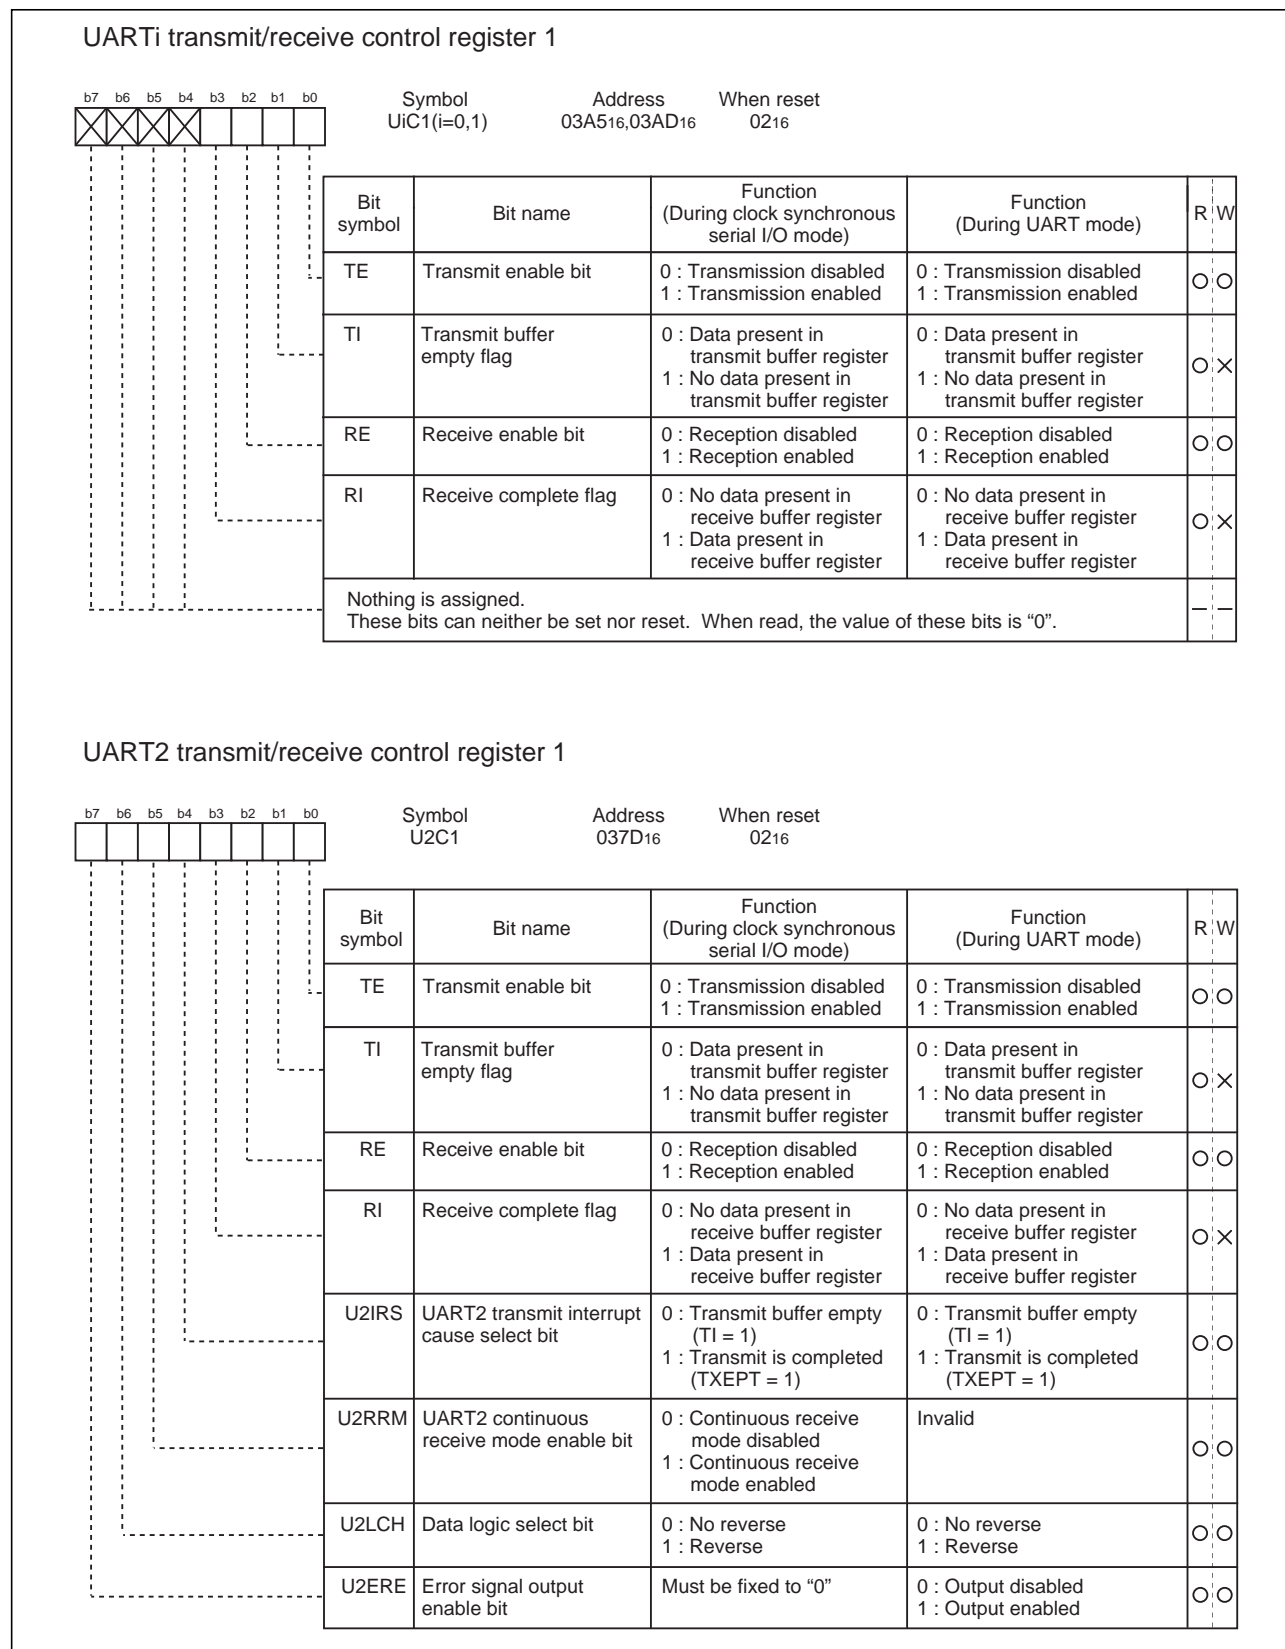 UARTi transmit/receive control register 1
b7 b6 b5 b4 b3 b2 b1 b0
Symbol Address When reset
UiC1(i=0,1) 03A516,03AD16 0216
Bit symbol Bit name Function (During clock synchronous serial I/O mode) Function (During UART mode) R W
TE Transmit enable bit 0 : Transmission disabled 0 : Transmission disabled
1 : Transmission enabled 1 : Transmission enabled
TI Transmit buffer 0 : Data present in 0 : Data present in
empty flag transmit buffer register transmit buffer register
1 : No data present in 1 : No data present in
transmit buffer register transmit buffer register
RE Receive enable bit 0 : Reception disabled 0 : Reception disabled
1 : Reception enabled 1 : Reception enabled
RI Receive complete flag 0 : No data present in 0 : No data present in
receive buffer register receive buffer register
1 : Data present in 1 : Data present in
receive buffer register receive buffer register
Nothing is assigned.
These bits can neither be set nor reset. When read, the value of these bits is “0”.
UART2 transmit/receive control register 1
b7 b6 b5 b4 b3 b2 b1 b0
Symbol Address When reset
U2C1 037D16 0216
Bit symbol Bit name Function (During clock synchronous serial I/O mode) Function (During UART mode) R W
TE Transmit enable bit 0 : Transmission disabled 0 : Transmission disabled
1 : Transmission enabled 1 : Transmission enabled
TI Transmit buffer 0 : Data present in 0 : Data present in
empty flag transmit buffer register transmit buffer register
1 : No data present in 1 : No data present in
transmit buffer register transmit buffer register
RE Receive enable bit 0 : Reception disabled 0 : Reception disabled
1 : Reception enabled 1 : Reception enabled
RI Receive complete flag 0 : No data present in 0 : No data present in
receive buffer register receive buffer register
1 : Data present in 1 : Data present in
receive buffer register receive buffer register
U2IRS UART2 transmit interrupt 0 : Transmit buffer empty 0 : Transmit buffer empty
cause select bit (TI = 1) (TI = 1)
1 : Transmit is completed 1 : Transmit is completed
(TXEPT = 1) (TXEPT = 1)
U2RRM UART2 continuous 0 : Continuous receive Invalid
receive mode enable bit mode disabled
1 : Continuous receive
mode enabled
U2LCH Data logic select bit 0 : No reverse 0 : No reverse
1 : Reverse 1 : Reverse
U2ERE Error signal output Must be fixed to “0” 0 : Output disabled
enable bit 1 : Output enabled